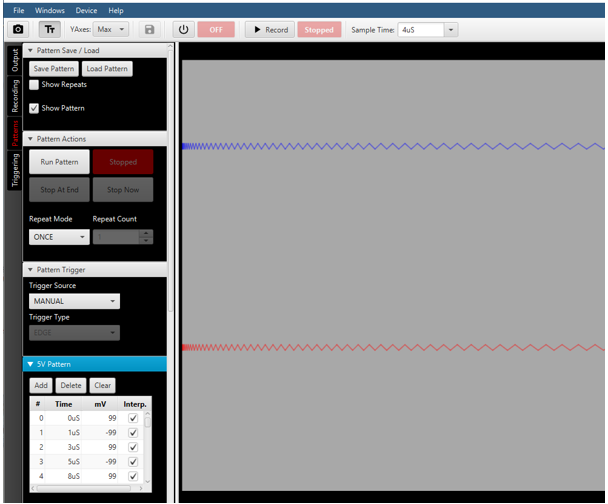 File Windows Device Help
Tт YAxes: Max OFF Record Stopped Sample Time: 4uS
Output
Recording
Patterns
Triggering
Pattern Save / Load
Save Pattern Load Pattern
Show Repeats
Show Pattern
Pattern Actions
Run Pattern Stopped
Stop At End Stop Now
Repeat Mode Repeat Count
ONCE
Pattern Trigger
Trigger Source
MANUAL
Trigger Type
EDGE
5V Pattern
Add Delete Clear
# Time mV Interp.
0 0uS 99
1 1uS -99
2 3uS 99
3 5uS -99
4 8uS 99